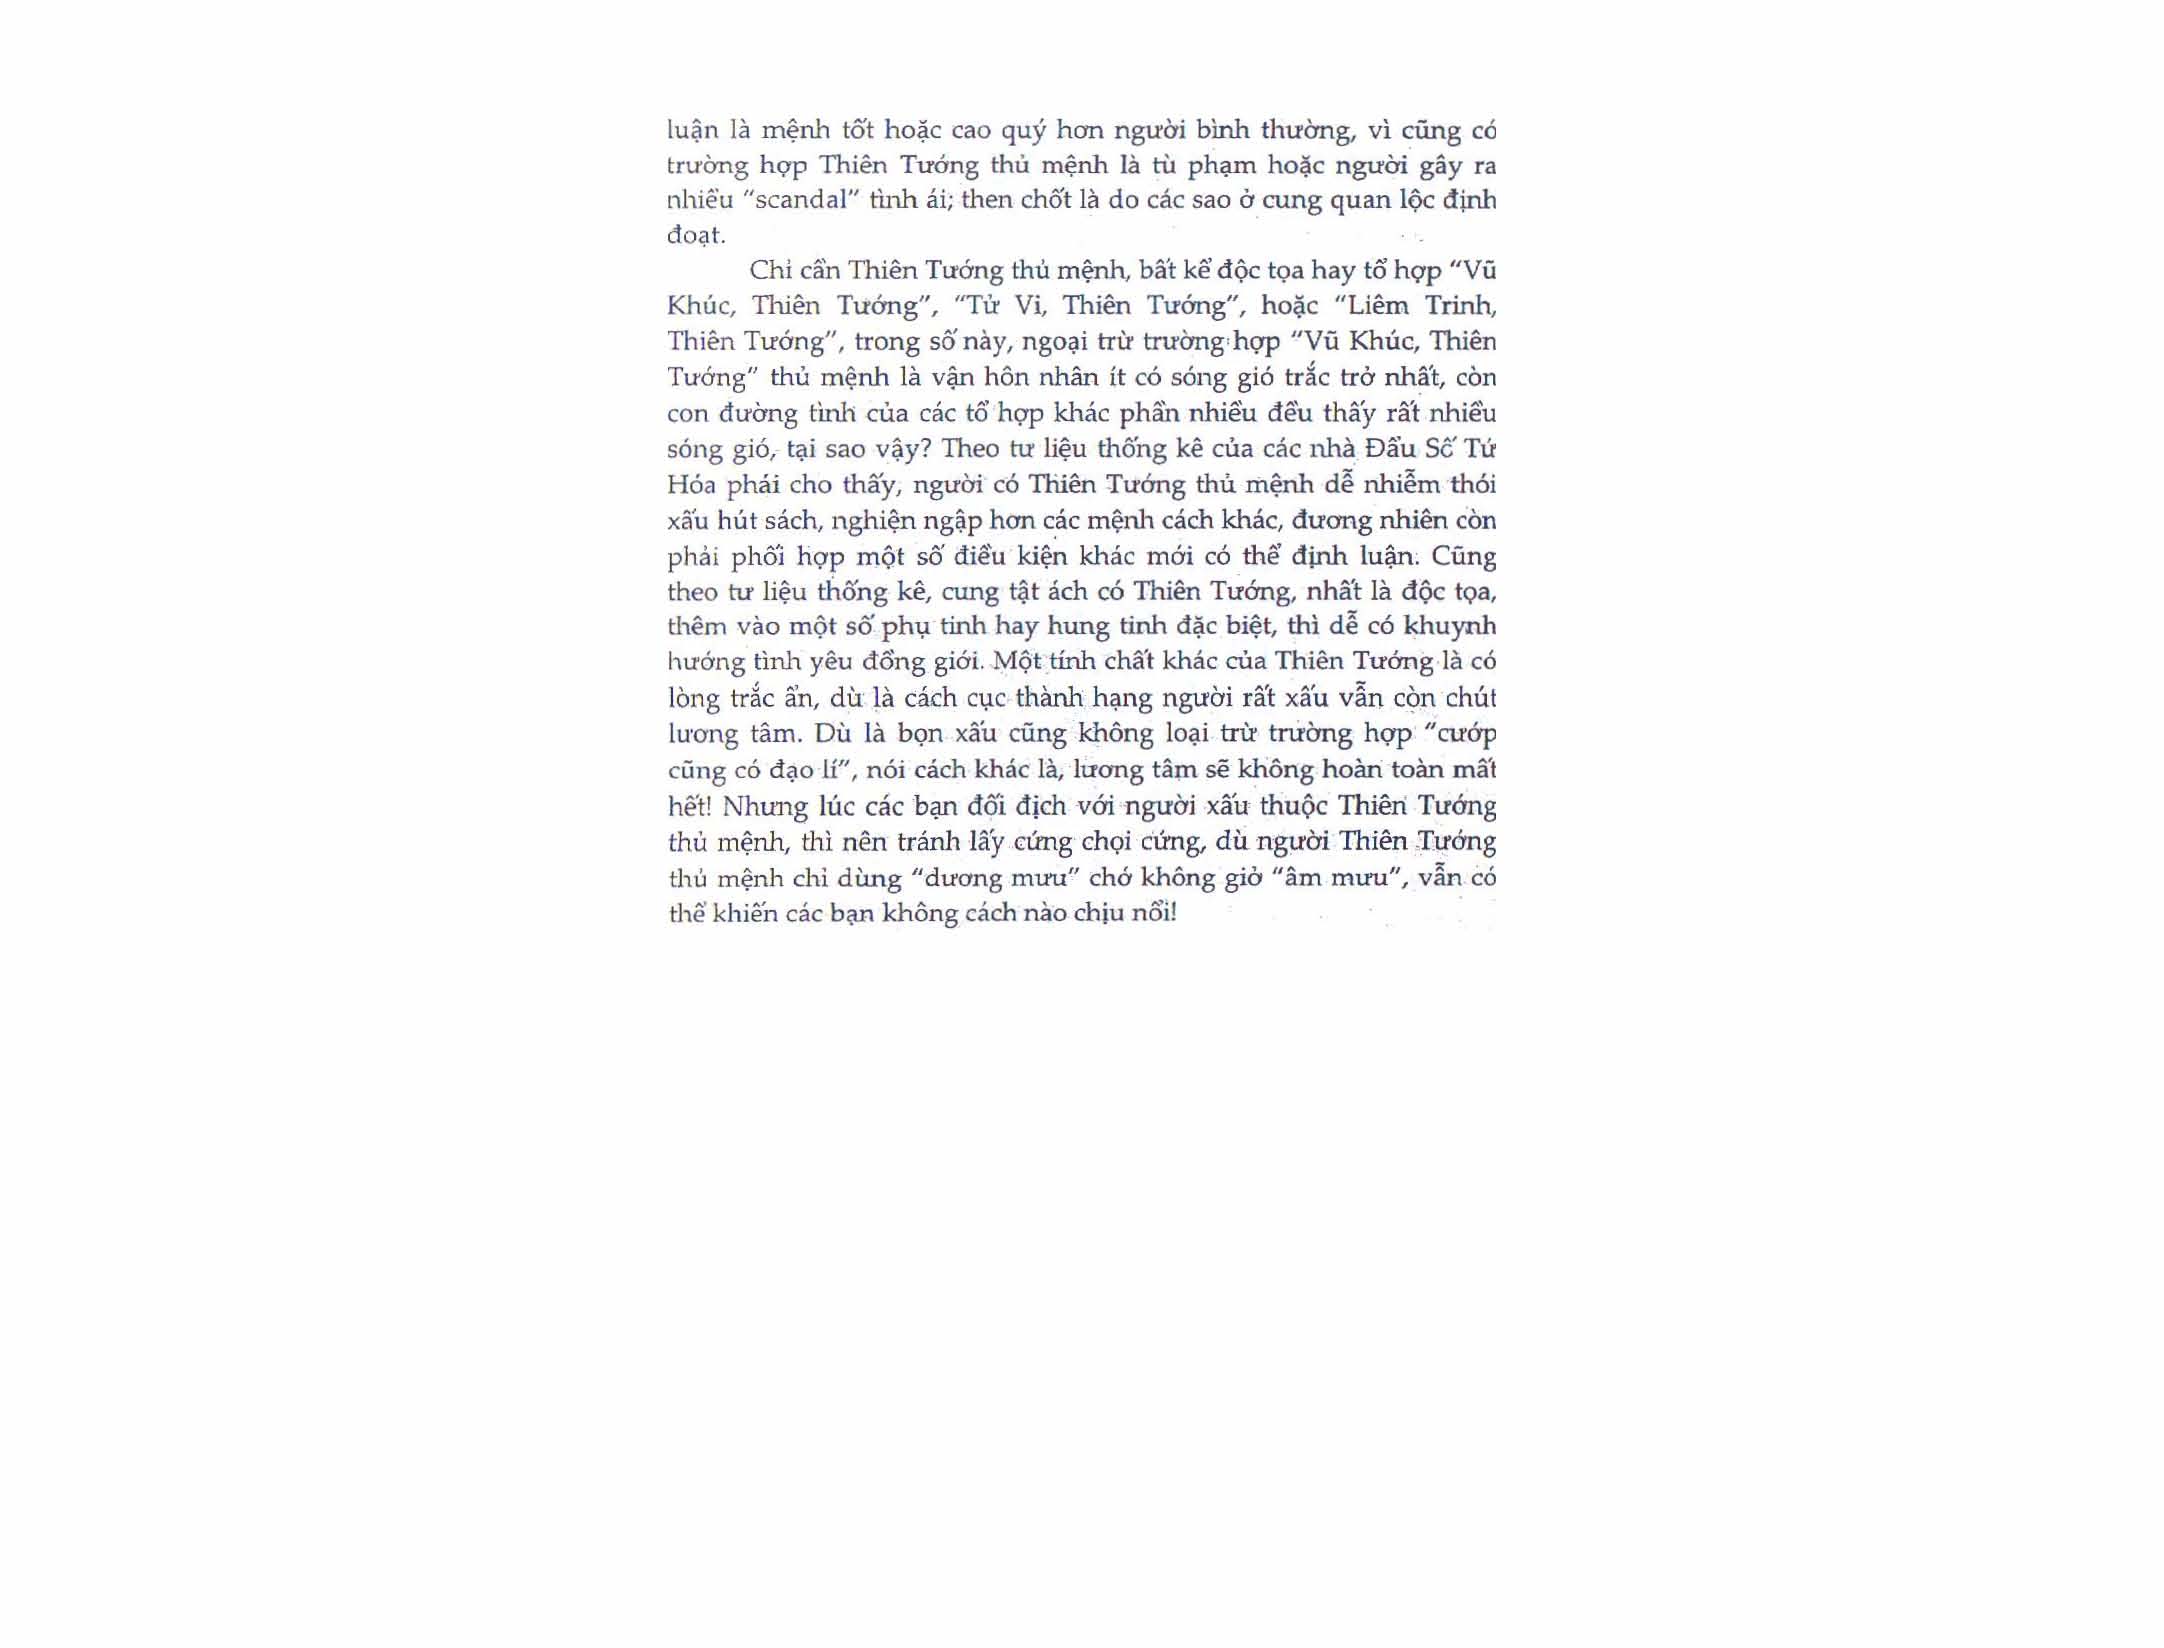 luận là mệnh tốt hoặc cao quý hơn người bình thường, vì cũng có
trường hợp Thiên Tướng thủ mệnh là tù phạm hoặc người gây ra
nhiều "scandal" tình ái; then chốt là do các sao ở cung quan lộc định
đoạt.
Chỉ cần Thiên Tướng thủ mệnh, bất kể độc tọa hay tổ hợp "Vũ
Khúc, Thiên Tướng", "Tử Vi, Thiên Tướng", hoặc "Liêm Trinh,
Thiên Tướng", trong số này, ngoại trừ trường hợp "Vũ Khúc, Thiên
Tướng" thủ mệnh là vận hôn nhân ít có sóng gió trắc trở nhất, còn
con đường tình của các tổ hợp khác phần nhiều đều thấy rất nhiều
sóng gió, tại sao vậy? Theo tư liệu thống kê của các nhà Đẩu Số Tứ
Hóa phái cho thấy, người có Thiên Tướng thủ mệnh dễ nhiễm thói
xấu hút sách, nghiện ngập hơn các mệnh cách khác, đương nhiên còn
phải phối hợp một số điều kiện khác mới có thể định luận. Cũng
theo tư liệu thống kê, cung tật ách có Thiên Tướng, nhất là độc tọa,
thêm vào một số phụ tinh hay hung tinh đặc biệt, thì dễ có khuynh
hướng tình yêu đồng giới. Một tính chất khác của Thiên Tướng là có
lòng trắc ẩn, dù là cách cục thành hạng người rất xấu vẫn còn chút
lương tâm. Dù là bọn xấu cũng không loại trừ trường hợp "cướp
cũng có đạo lí", nói cách khác là, lương tâm sẽ không hoàn toàn mất
hết! Nhưng lúc các bạn đối địch với người xấu thuộc Thiên Tướng
thủ mệnh, thì nên tránh lấy cứng chọi cứng, dù người Thiên Tướng
thủ mệnh chỉ dùng "dương mưu" chớ không giở "âm mưu", vẫn có
thể khiến các bạn không cách nào chịu nổi!